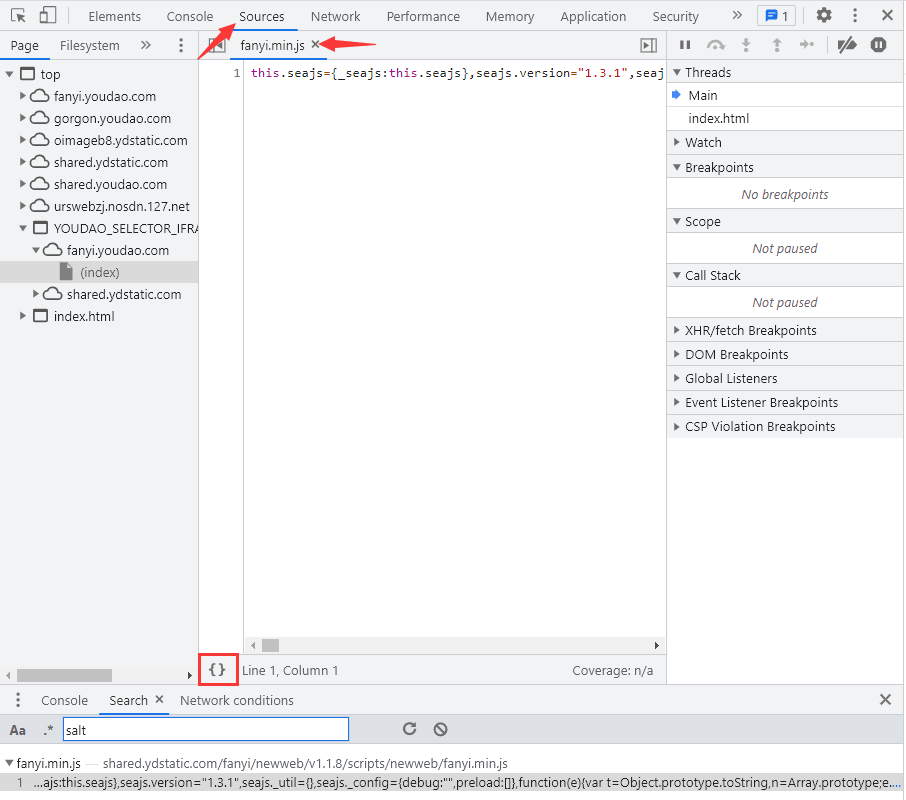 Elements Console Sources Network Performance Memory Application Security » 1
Page Filesystem » fanyi.min.js ×
top
fanyi.youdao.com
gorgon.youdao.com
oimageb8.ydstatic.com
shared.ydstatic.com
shared.youdao.com
urswebzj.nosdn.127.net
YOUDAO_SELECTOR_IFRA
fanyi.youdao.com
(index)
shared.ydstatic.com
index.html
1 this.seajs={_seajs:this.seajs},seajs.version="1.3.1",seaj
Threads
Main
index.html
Watch
Breakpoints
No breakpoints
Scope
Not paused
Call Stack
Not paused
XHR/fetch Breakpoints
DOM Breakpoints
Global Listeners
Event Listener Breakpoints
CSP Violation Breakpoints
{} Line 1, Column 1 Coverage: n/a
Console Search × Network conditions
Aa .* salt
fanyi.min.js — shared.ydstatic.com/fanyi/newweb/v1.1.8/scripts/newweb/fanyi.min.js
1 ...ajs:this.seajs},seajs.version="1.3.1",seajs._util={},seajs._config={debug:"",preload:[]},function(e){var t=Object.prototype.toString,n=Array.prototype;e....